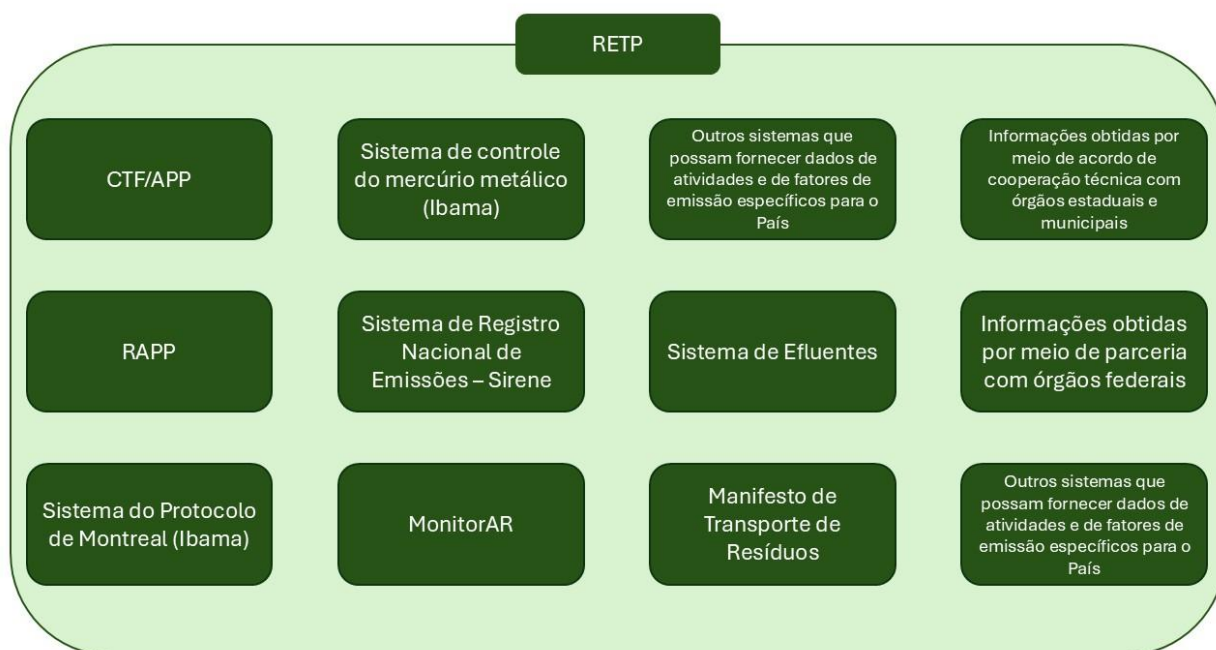 RETP
CTF/APP
Sistema de controle
do mercúrio metálico
(Ibama)
Outros sistemas que
possam fornecer dados de
atividades e de fatores de
emissão específicos para o
País
Informações obtidas por
meio de acordo de
cooperação técnica com
órgãos estaduais e
municipais
RAPP
Sistema de Registro
Nacional de
Emissões – Sirene
Sistema de Efluentes
Informações obtidas
por meio de parceria
com órgãos federais
Sistema do Protocolo
de Montreal (Ibama)
MonitorAR
Manifesto de
Transporte de
Resíduos
Outros sistemas que
possam fornecer dados de
atividades e de fatores de
emissão específicos para o
País